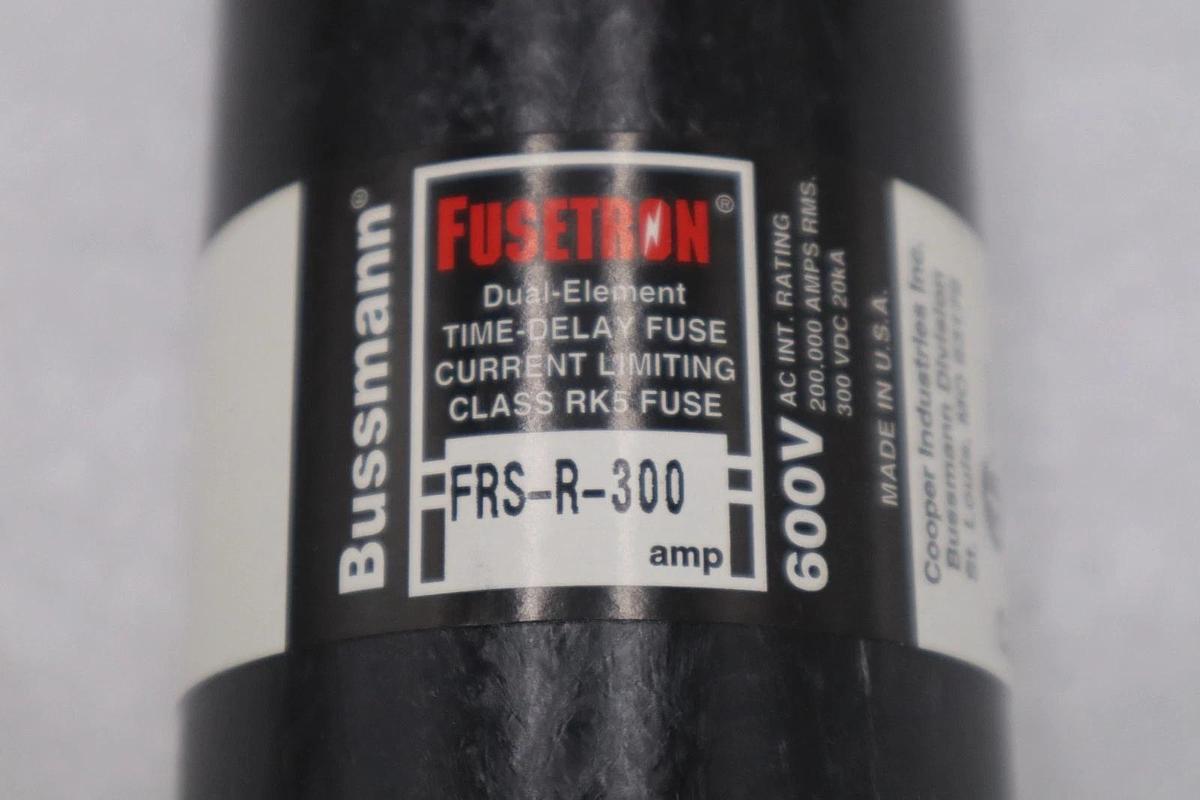 Bussmann®
FUSETRON®
Dual-Element
TIME-DELAY FUSE
CURRENT LIMITING
CLASS RK5 FUSE
FRS-R-300
amp
600V AC INT. RATING
200,000 AMPS RMS.
300 VDC 20kA
MADE IN U.S.A.
Cooper Industries Inc.
Bussmann Division
St. Louis, MO